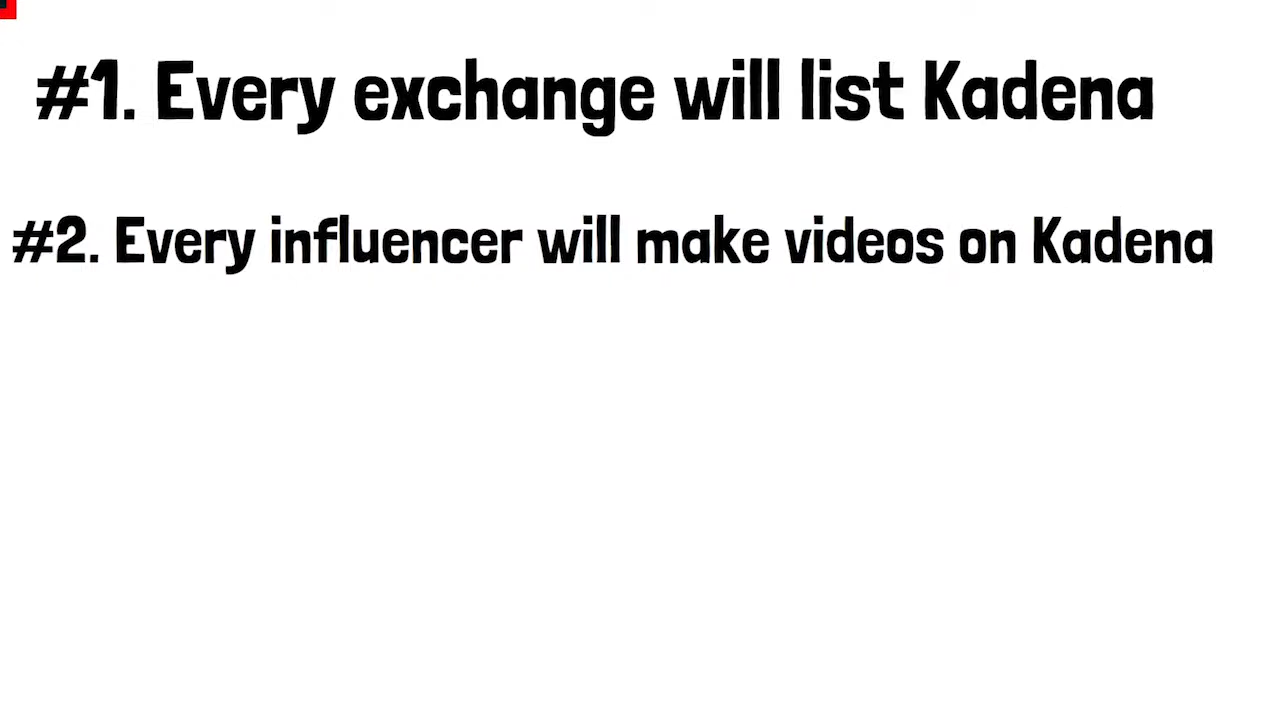 #1. Every exchange will list Kadena
#2. Every influencer will make videos on Kadena